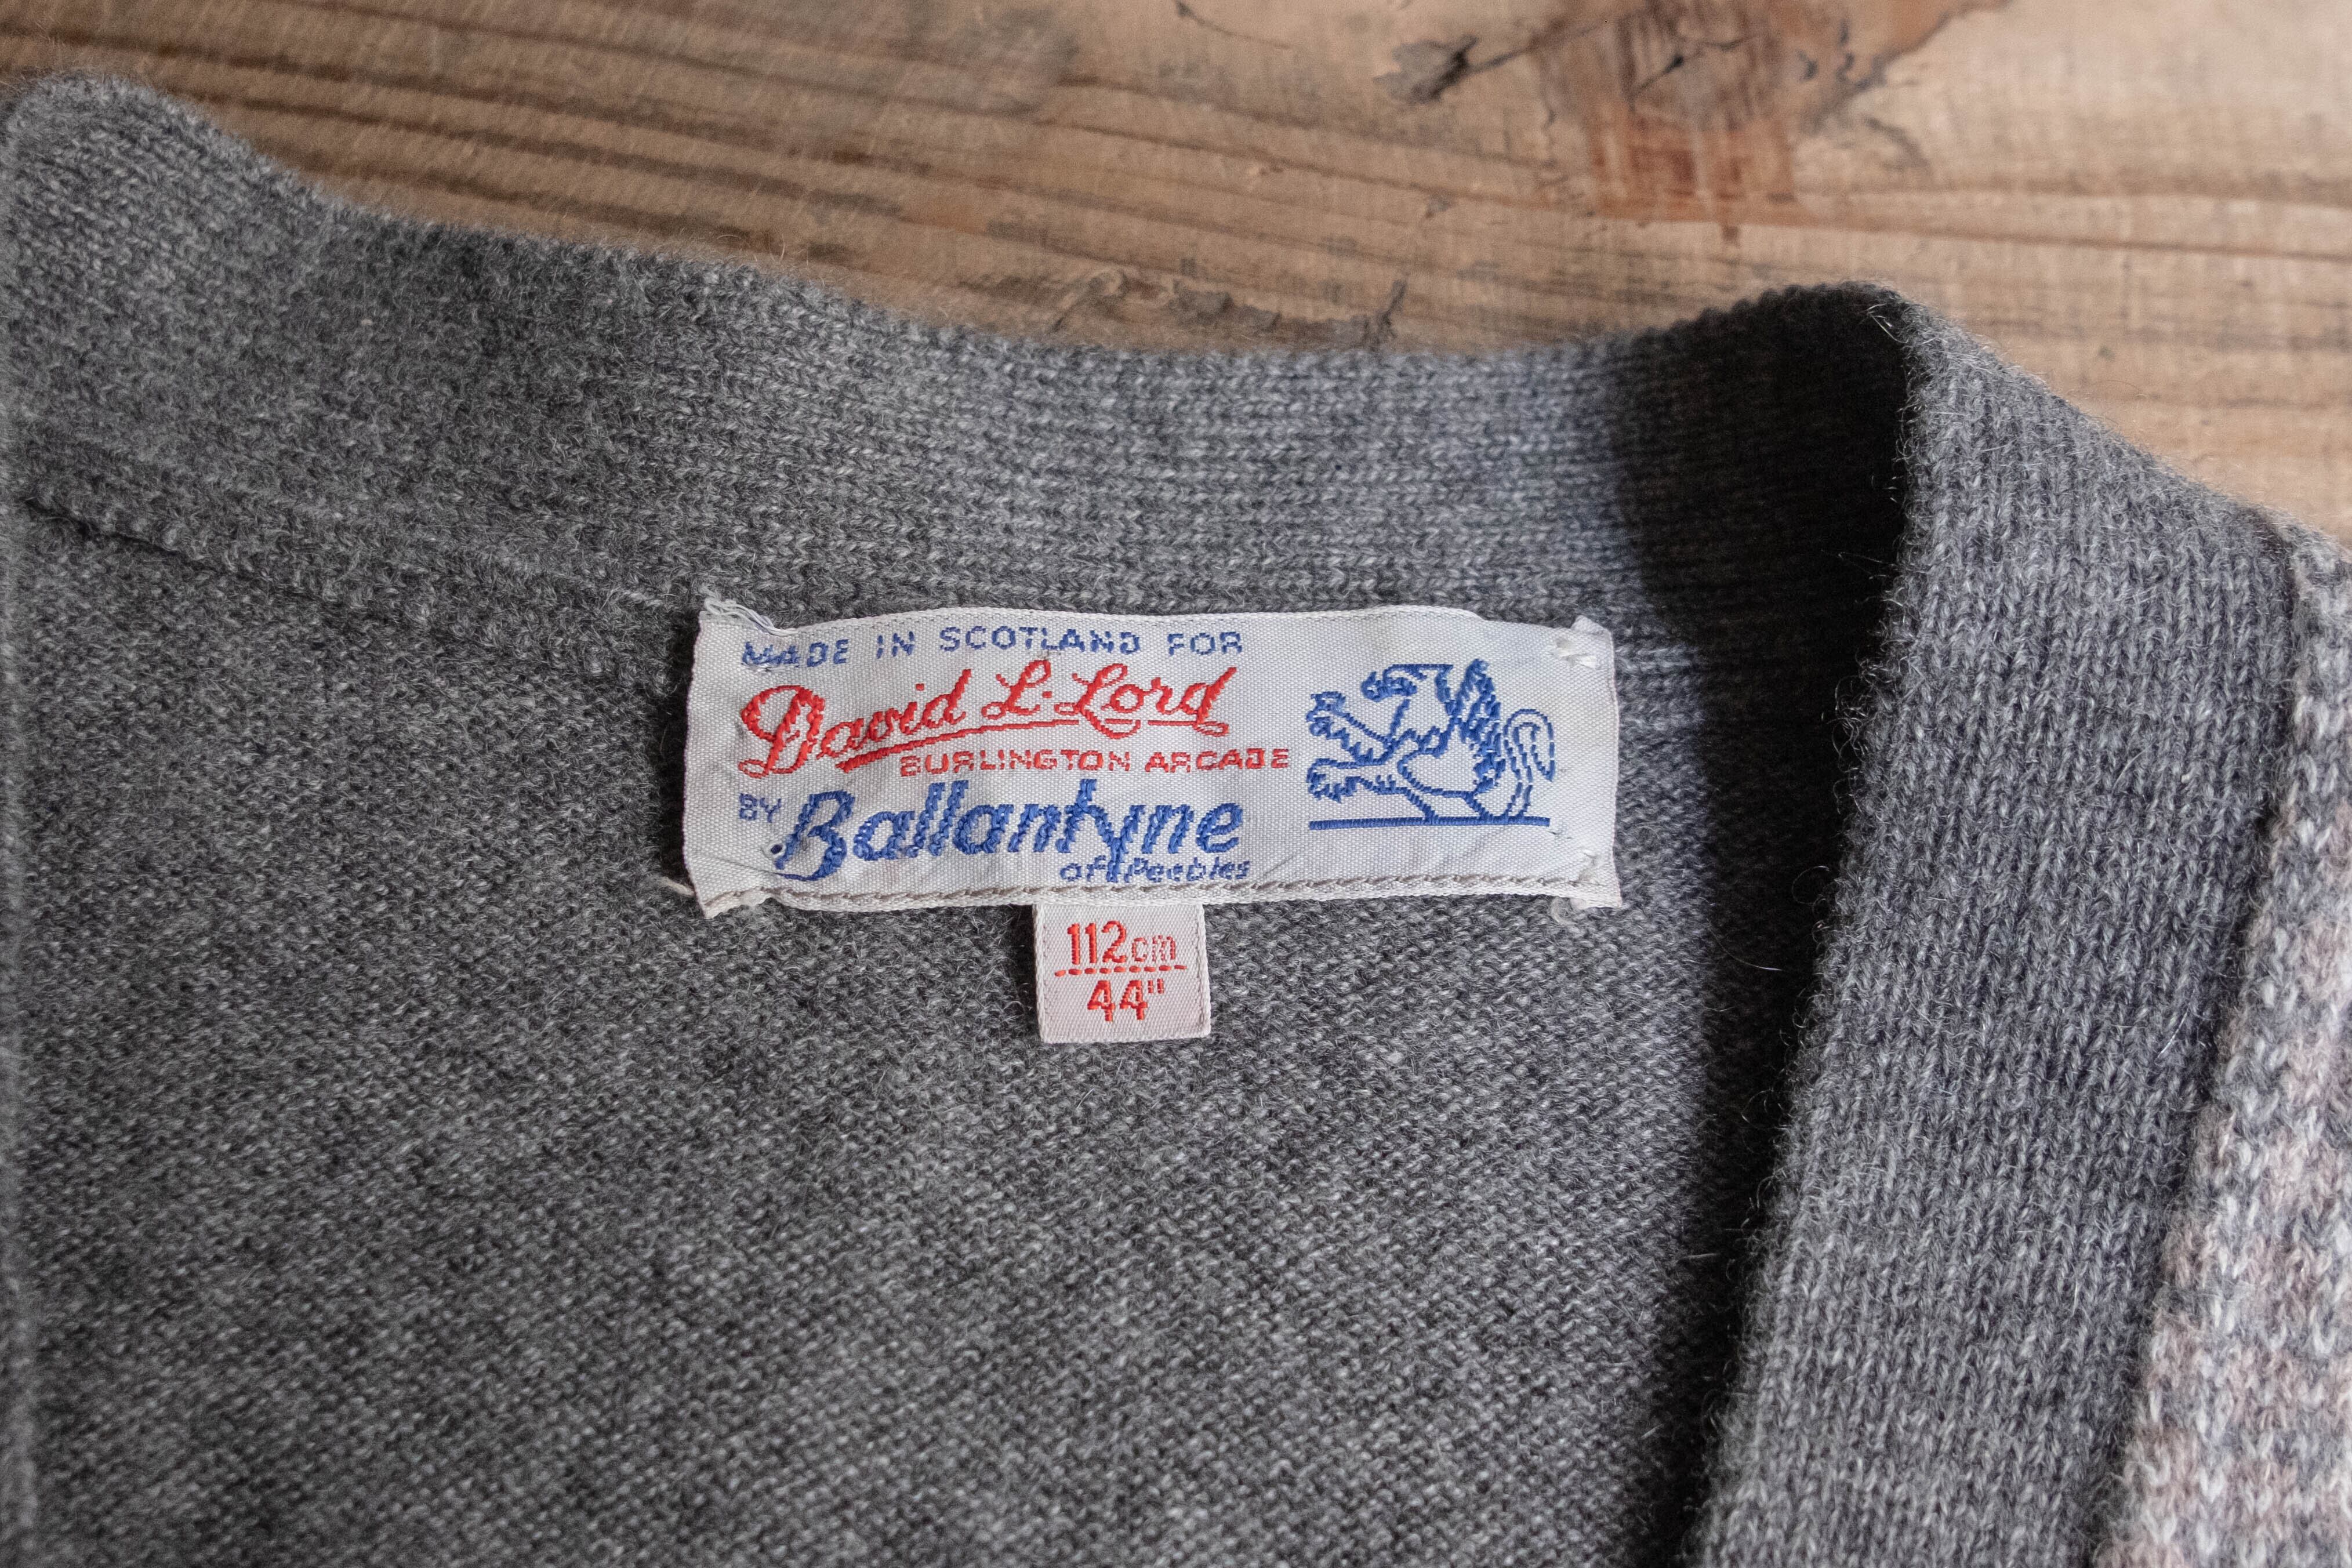 MADE IN SCOTLAND FOR
David L. Lord
BURLINGTON ARCADE
BY Ballantyne
of Peebles
112cm
44"